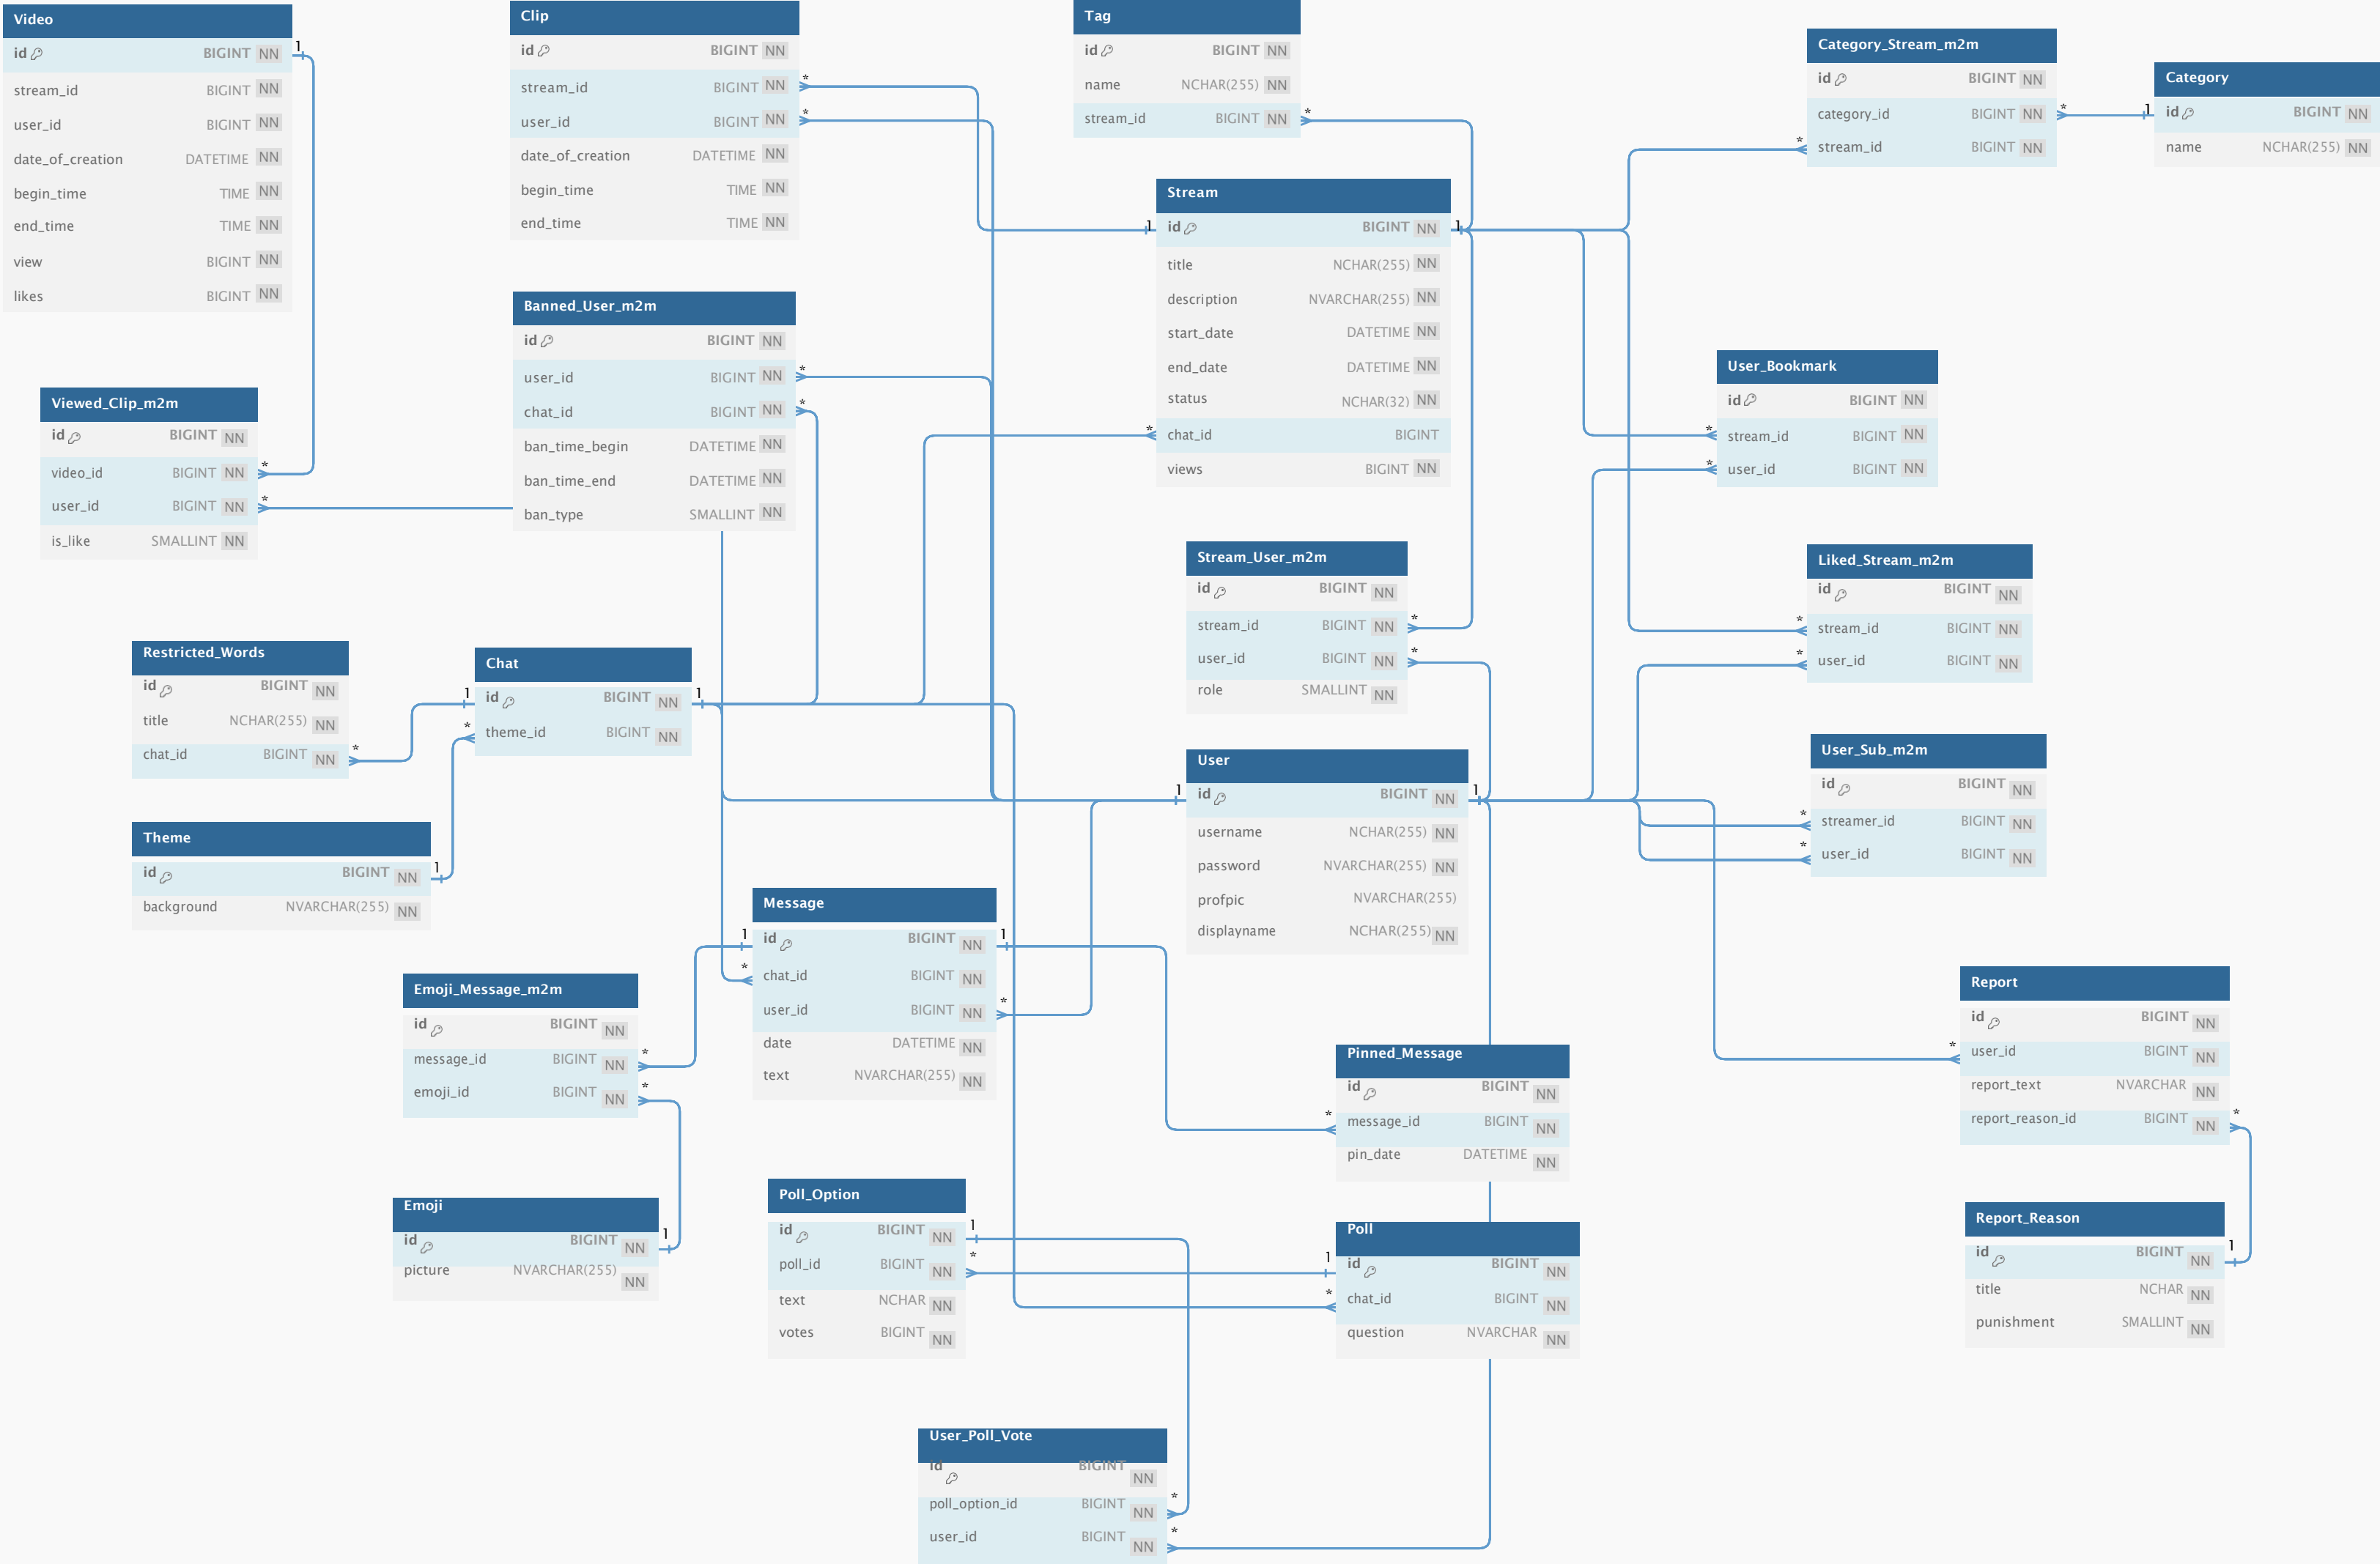 Video
id BIGINT NN
stream_id BIGINT NN
user_id BIGINT NN
date_of_creation DATETIME NN
begin_time TIME NN
end_time TIME NN
view BIGINT NN
likes BIGINT NN
1
Clip
id BIGINT NN
stream_id BIGINT NN *
user_id BIGINT NN *
date_of_creation DATETIME NN
begin_time TIME NN
end_time TIME NN
Tag
id BIGINT NN
name NCHAR(255) NN
stream_id BIGINT NN *
Category_Stream_m2m
id BIGINT NN
category_id BIGINT NN *
* stream_id BIGINT NN
Category
1 id BIGINT NN
name NCHAR(255) NN
Stream
1 id BIGINT NN 1
title NCHAR(255) NN
description NVARCHAR(255) NN
start_date DATETIME NN
end_date DATETIME NN
status NCHAR(32) NN
* chat_id BIGINT
views BIGINT NN
Banned_User_m2m
id BIGINT NN
user_id BIGINT NN *
chat_id BIGINT NN *
ban_time_begin DATETIME NN
ban_time_end DATETIME NN
ban_type SMALLINT NN
User_Bookmark
id BIGINT NN
* stream_id BIGINT NN
* user_id BIGINT NN
Viewed_Clip_m2m
id BIGINT NN
video_id BIGINT NN *
user_id BIGINT NN *
is_like SMALLINT NN
Stream_User_m2m
id BIGINT NN
stream_id BIGINT NN *
user_id BIGINT NN *
role SMALLINT NN
Liked_Stream_m2m
id BIGINT NN
* stream_id BIGINT NN
* user_id BIGINT NN
Restricted_Words
id BIGINT NN
title NCHAR(255) NN
chat_id BIGINT NN *
Chat
1 id BIGINT NN 1
* theme_id BIGINT NN
User
1 id BIGINT NN 1
username NCHAR(255) NN
password NVARCHAR(255) NN
profpic NVARCHAR(255)
displayname NCHAR(255) NN
User_Sub_m2m
id BIGINT NN
* streamer_id BIGINT NN
* user_id BIGINT NN
Theme
id BIGINT NN 1
background NVARCHAR(255) NN
Message
1 id BIGINT NN 1
* chat_id BIGINT NN
user_id BIGINT NN *
date DATETIME NN
text NVARCHAR(255) NN
Emoji_Message_m2m
id BIGINT NN
message_id BIGINT NN *
emoji_id BIGINT NN *
Report
id BIGINT NN
* user_id BIGINT NN
report_text NVARCHAR NN
report_reason_id BIGINT NN *
Pinned_Message
id BIGINT NN
* message_id BIGINT NN
pin_date DATETIME NN
Emoji
id BIGINT NN 1
picture NVARCHAR(255) NN
Poll_Option
id BIGINT NN 1
poll_id BIGINT NN *
text NCHAR NN
votes BIGINT NN
Poll
1 id BIGINT NN
* chat_id BIGINT NN
question NVARCHAR NN
Report_Reason
id BIGINT NN 1
title NCHAR NN
punishment SMALLINT NN
User_Poll_Vote
id BIGINT NN
poll_option_id BIGINT NN *
user_id BIGINT NN *